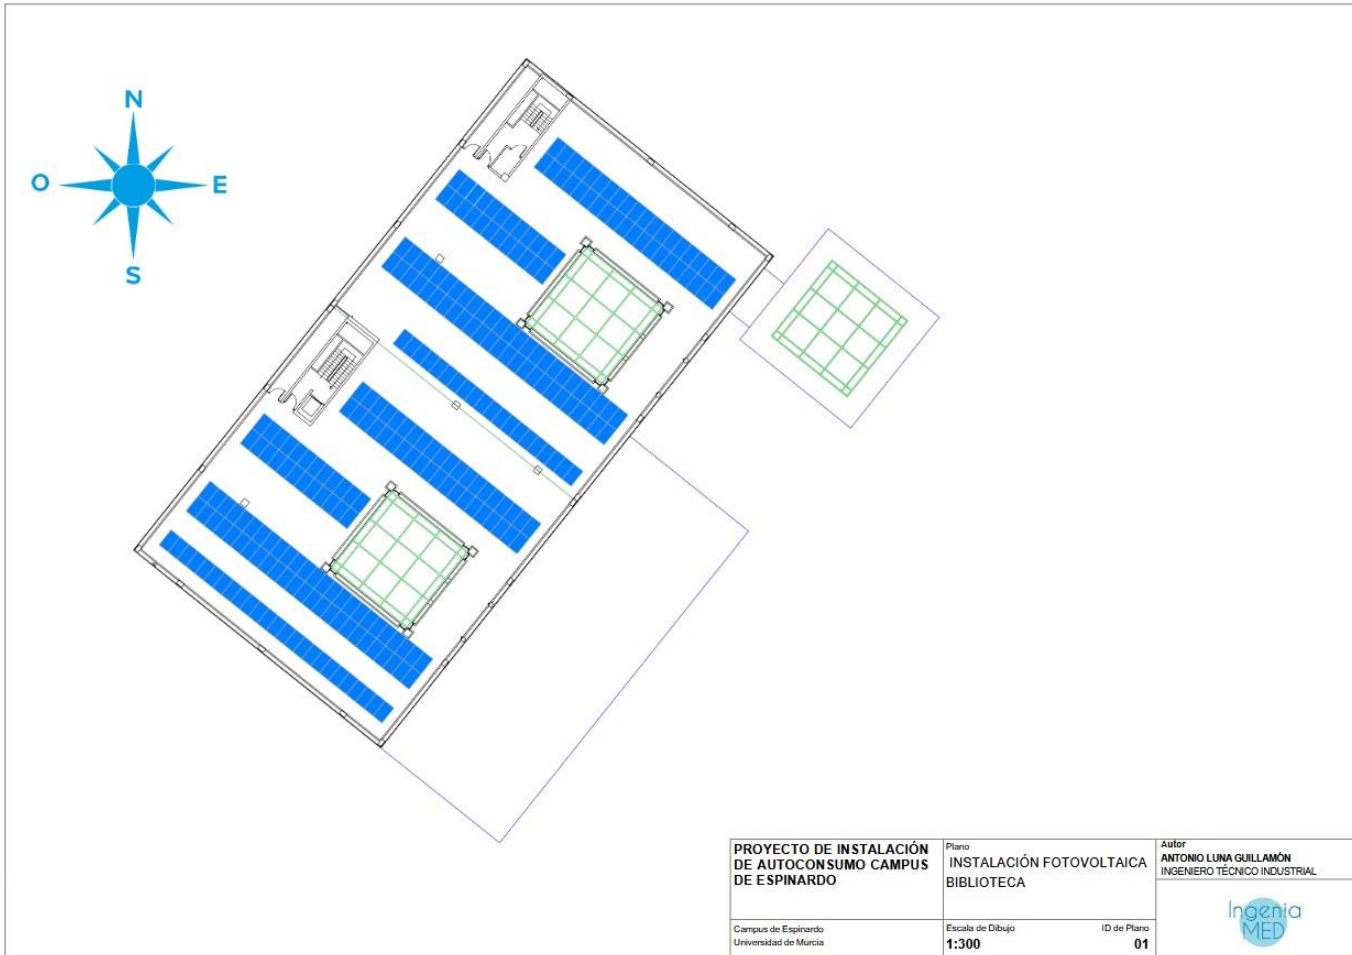 N
O
E
S
PROYECTO DE INSTALACIÓN
DE AUTOCONSUMO CAMPUS
DE ESPINARDO
Campus de Espinardo
Universidad de Murcia
Plano
INSTALACIÓN FOTOVOLTAICA
BIBLIOTECA
Escala de Dibujo
1:300
ID de Plano
01
Autor
ANTONIO LUNA GUILLAMÓN
INGENIERO TÉCNICO INDUSTRIAL
Ingenia
MED